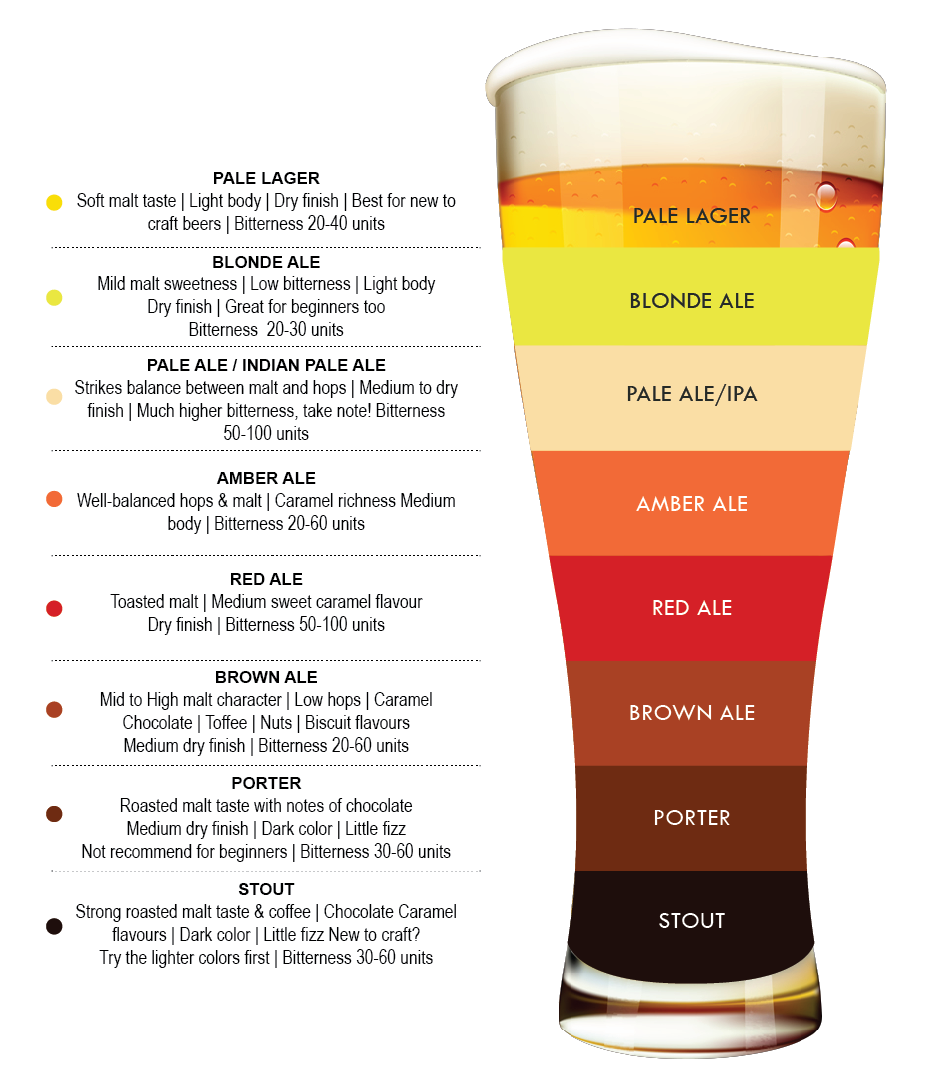 PALE LAGER
Soft malt taste | Light body | Dry finish | Best for new to
craft beers | Bitterness 20-40 units
BLONDE ALE
Mild malt sweetness | Low bitterness | Light body
Dry finish | Great for beginners too
Bitterness  20-30 units
PALE ALE / INDIAN PALE ALE
Strikes balance between malt and hops | Medium to dry
finish | Much higher bitterness, take note! Bitterness
50-100 units
AMBER ALE
Well-balanced hops & malt | Caramel richness Medium
body | Bitterness 20-60 units
RED ALE
Toasted malt | Medium sweet caramel flavour
Dry finish | Bitterness 50-100 units
BROWN ALE
Mid to High malt character | Low hops | Caramel
Chocolate | Toffee | Nuts | Biscuit flavours
Medium dry finish | Bitterness 20-60 units
PORTER
Roasted malt taste with notes of chocolate
Medium dry finish | Dark color | Little fizz
Not recommend for beginners | Bitterness 30-60 units
STOUT
Strong roasted malt taste & coffee | Chocolate Caramel
flavours | Dark color | Little fizz New to craft?
Try the lighter colors first | Bitterness 30-60 units
PALE LAGER
BLONDE ALE
PALE ALE/IPA
AMBER ALE
RED ALE
BROWN ALE
PORTER
STOUT